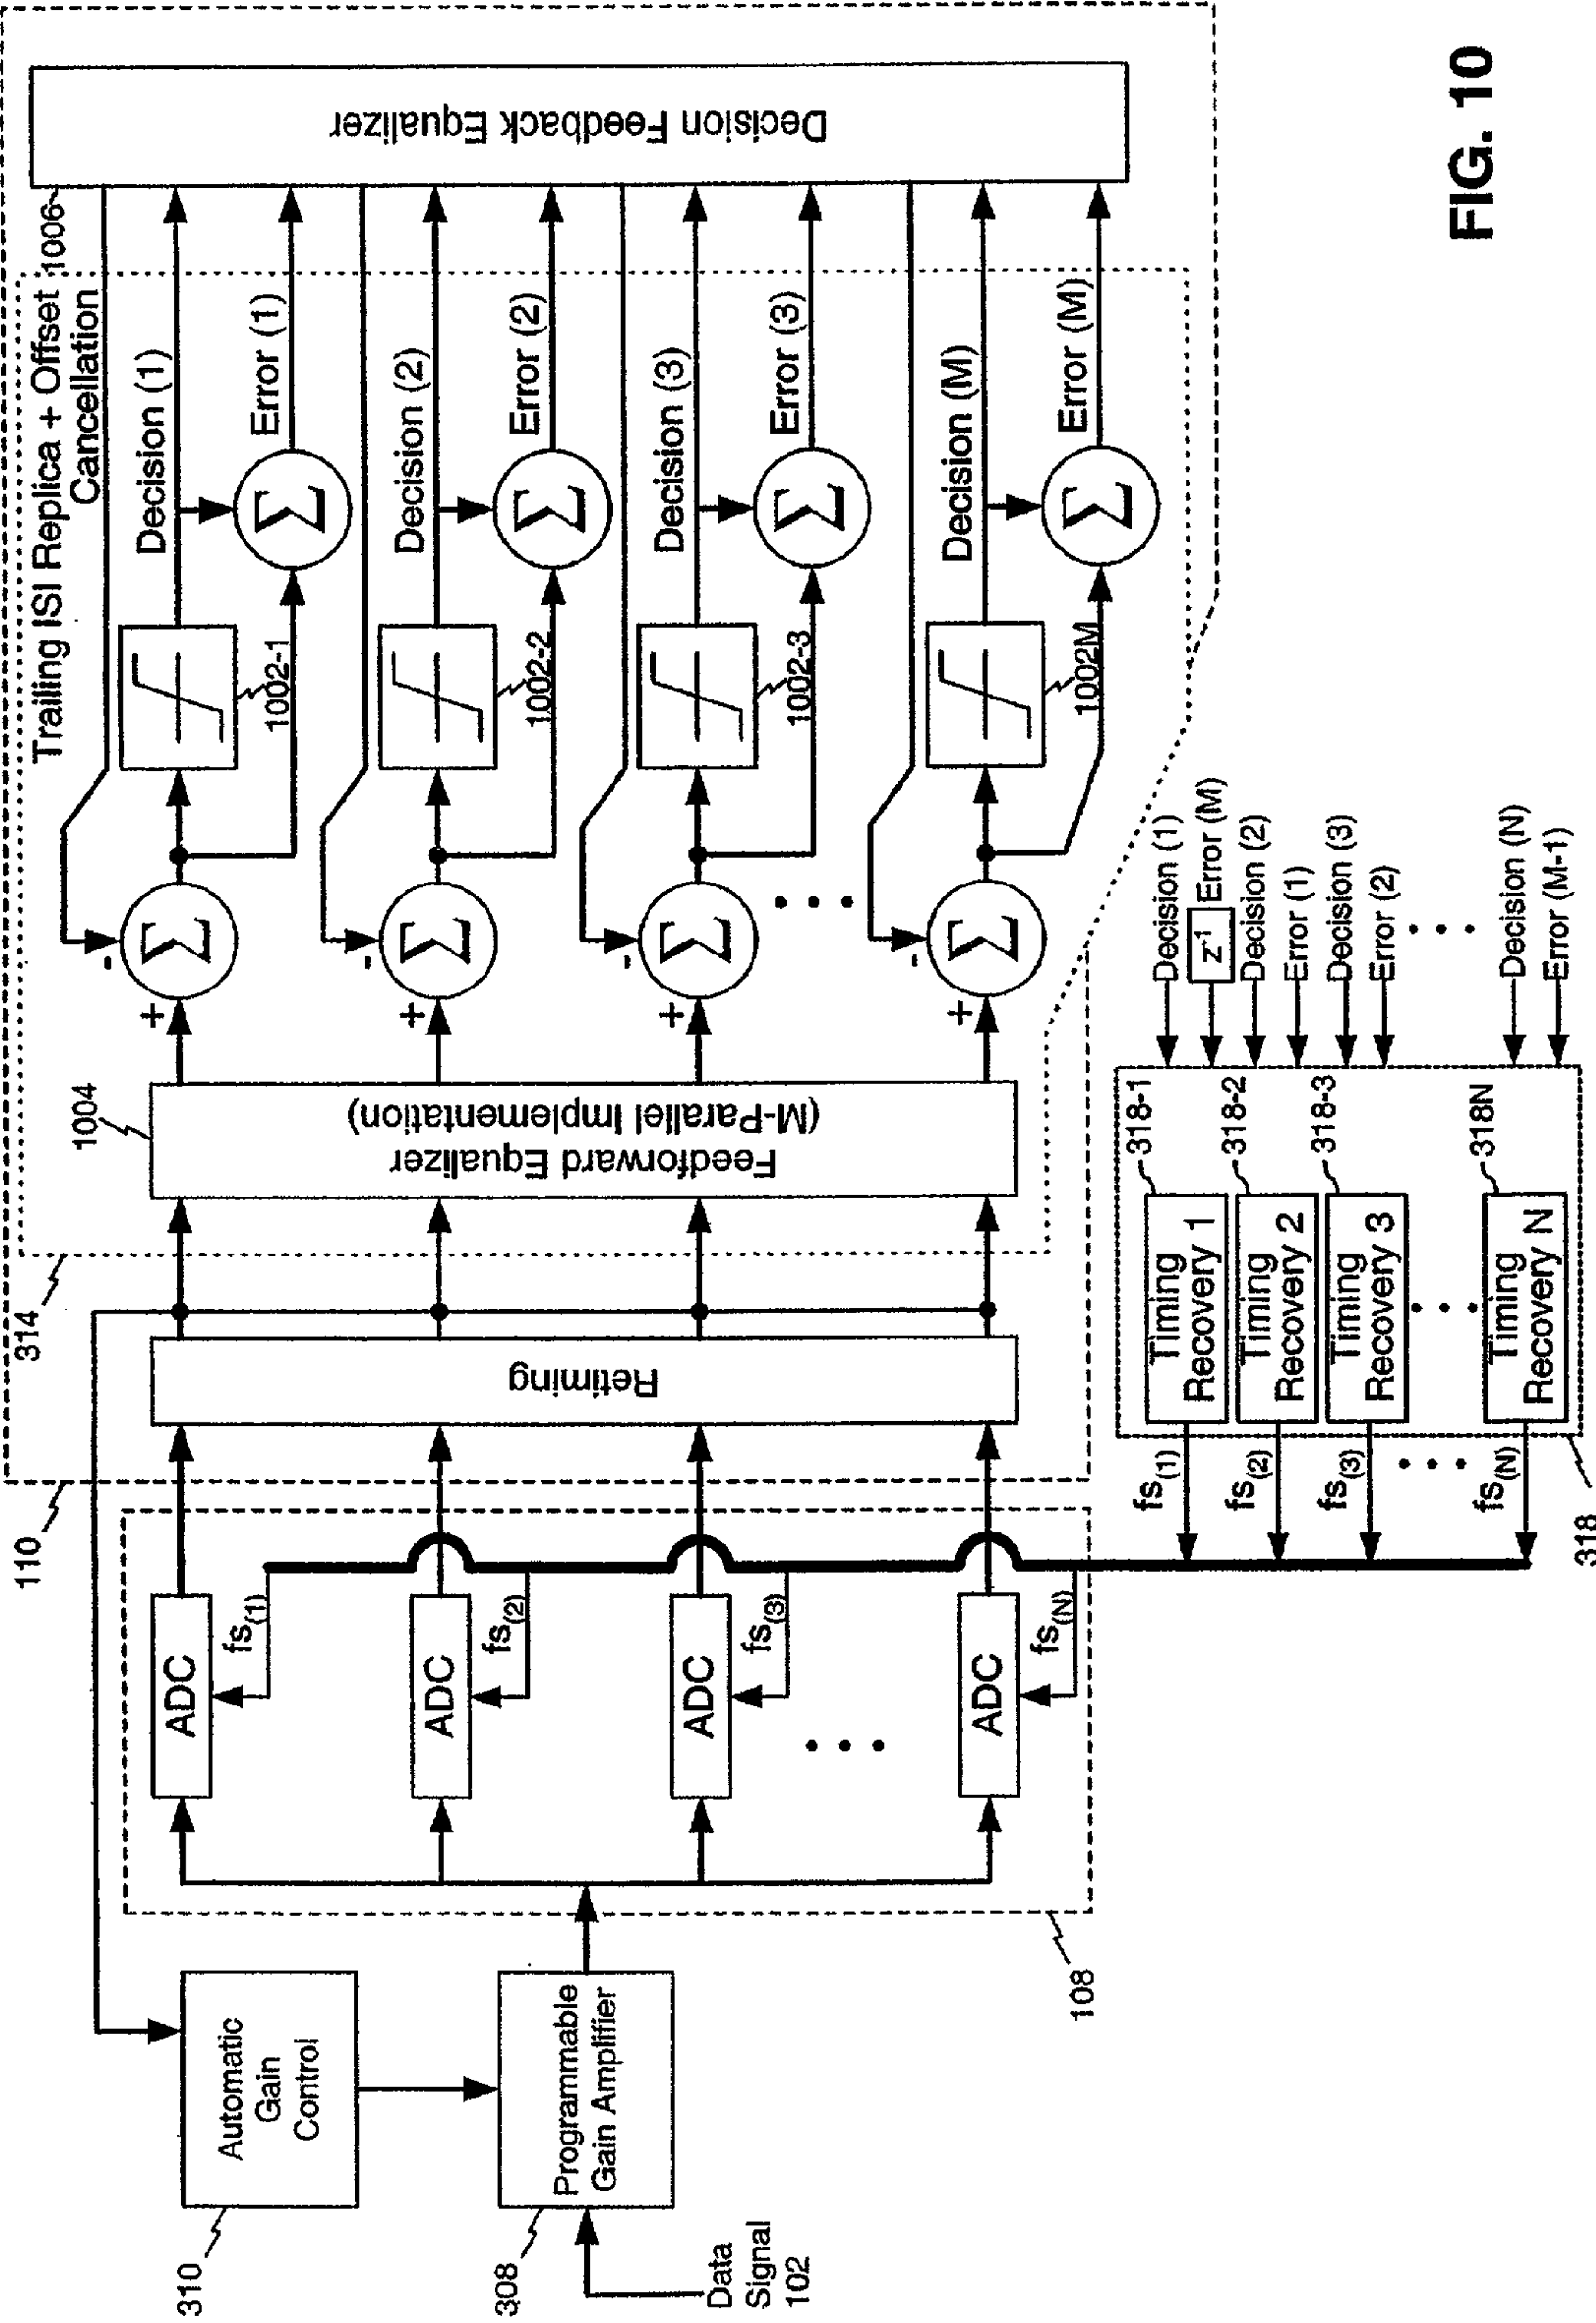 310
Automatic
Gain
Control
308
Programmable
Gain Amplifier
Data
Signal
102
108
ADC
fs(1)
ADC
fs(2)
ADC
fs(3)
• • •
ADC
fs(N)
110
Retiming
314
1004
Feedforward Equalizer
(M-Parallel Implementation)
+
-
Σ
+
-
Σ
+
-
Σ
• • •
+
-
Σ
Trailing ISI Replica + Offset
Cancellation
1002-1
Decision (1)
Σ
Error (1)
1002-2
Decision (2)
Σ
Error (2)
1002-3
Decision (3)
Σ
Error (3)
1002M
Decision (M)
Σ
Error (M)
1006
Decision Feedback Equalizer
fs(1)
Timing
Recovery 1
318-1
Decision (1)
z-1 Error (M)
fs(2)
Timing
Recovery 2
318-2
Decision (2)
Error (1)
fs(3)
Timing
Recovery 3
318-3
Decision (3)
Error (2)
• • •
• • •
• • •
fs(N)
Timing
Recovery N
318N
Decision (N)
Error (M-1)
318
FIG. 10